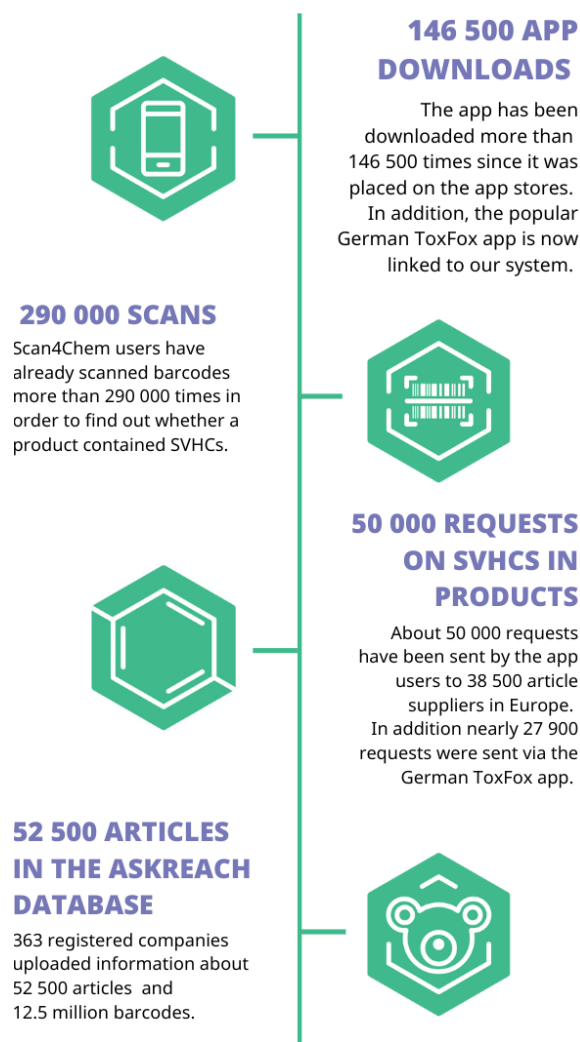 146 500 APP
DOWNLOADS
The app has been
downloaded more than
146 500 times since it was
placed on the app stores.
In addition, the popular
German ToxFox app is now
linked to our system.
290 000 SCANS
Scan4Chem users have
already scanned barcodes
more than 290 000 times in
order to find out whether a
product contained SVHCs.
50 000 REQUESTS
ON SVHCS IN
PRODUCTS
About 50 000 requests
have been sent by the app
users to 38 500 article
suppliers in Europe.
In addition nearly 27 900
requests were sent via the
German ToxFox app.
52 500 ARTICLES
IN THE ASKREACH
DATABASE
363 registered companies
uploaded information about
52 500 articles and
12.5 million barcodes.